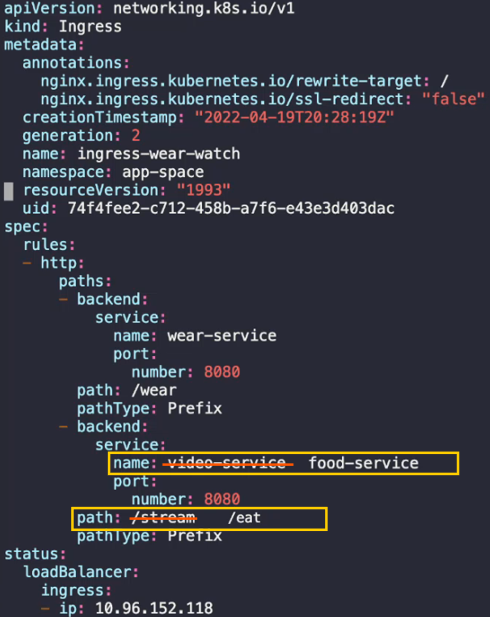 apiVersion: networking.k8s.io/v1
kind: Ingress
metadata:
  annotations:
    nginx.ingress.kubernetes.io/rewrite-target: /
    nginx.ingress.kubernetes.io/ssl-redirect: "false"
  creationTimestamp: "2022-04-19T20:28:19Z"
  generation: 2
  name: ingress-wear-watch
  namespace: app-space
  resourceVersion: "1993"
  uid: 74f4fee2-c712-458b-a7f6-e43e3d403dac
spec:
  rules:
  - http:
      paths:
      - backend:
          service:
            name: wear-service
            port:
              number: 8080
        path: /wear
        pathType: Prefix
      - backend:
          service:
            name: video-service food-service
            port:
              number: 8080
        path: /stream /eat
        pathType: Prefix
status:
  loadBalancer:
    ingress:
    - ip: 10.96.152.118